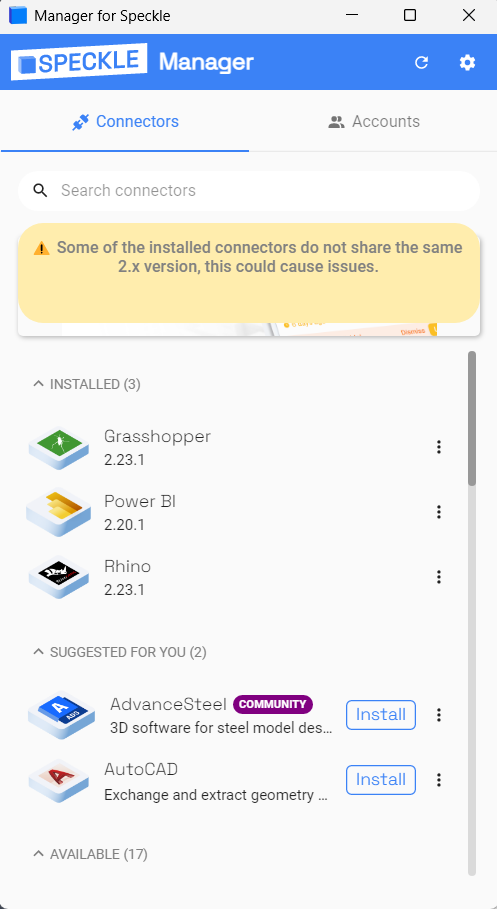 Manager for Speckle
SPECKLE Manager
Connectors
Accounts
Search connectors
Some of the installed connectors do not share the same
2.x version, this could cause issues.
Dismiss
INSTALLED (3)
Grasshopper
2.23.1
Power BI
2.20.1
Rhino
2.23.1
SUGGESTED FOR YOU (2)
A
ADS
AdvanceSteel COMMUNITY
3D software for steel model des...
Install
A
AutoCAD
Exchange and extract geometry ...
Install
AVAILABLE (17)